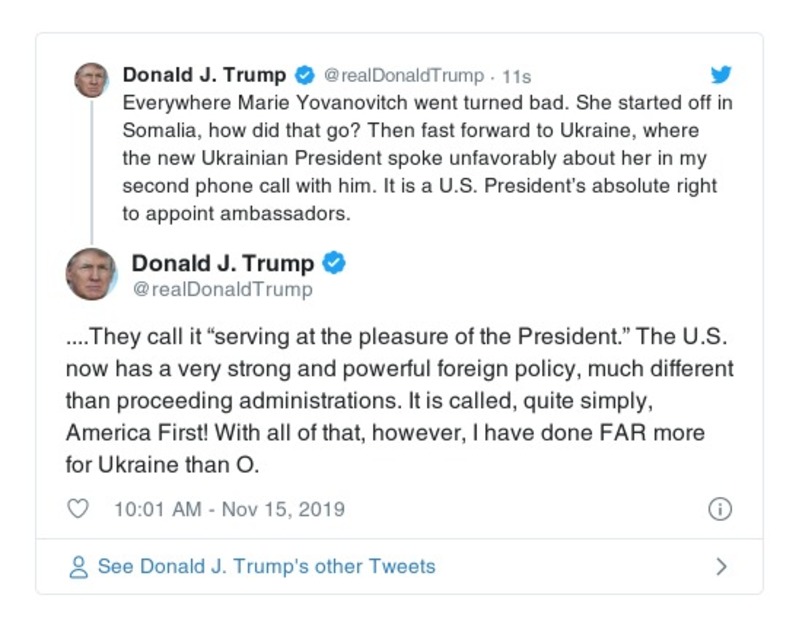 Donald J. Trump @realDonaldTrump · 11s
Everywhere Marie Yovanovitch went turned bad. She started off in
Somalia, how did that go? Then fast forward to Ukraine, where
the new Ukrainian President spoke unfavorably about her in my
second phone call with him. It is a U.S. President’s absolute right
to appoint ambassadors.
Donald J. Trump
@realDonaldTrump
....They call it “serving at the pleasure of the President.” The U.S.
now has a very strong and powerful foreign policy, much different
than proceeding administrations. It is called, quite simply,
America First! With all of that, however, I have done FAR more
for Ukraine than O.
10:01 AM - Nov 15, 2019
See Donald J. Trump's other Tweets